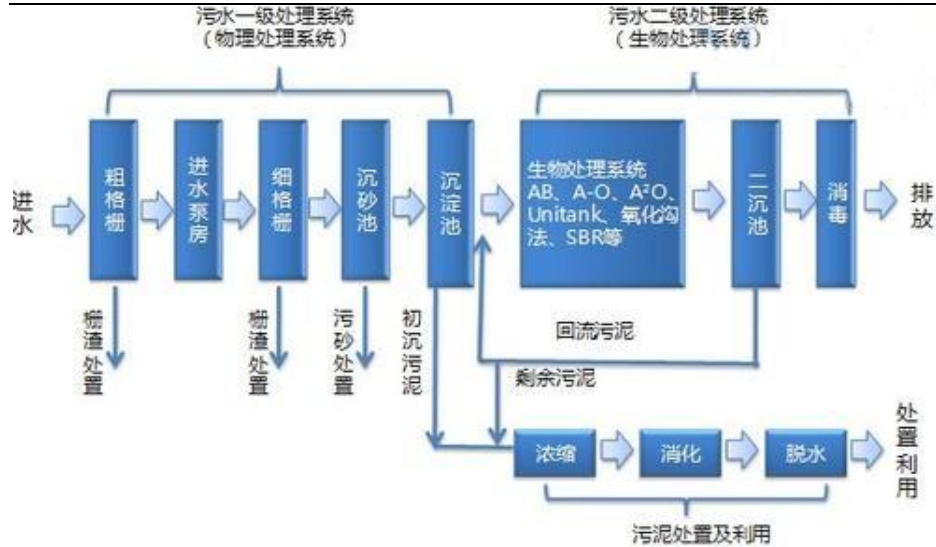 污水一级处理系统
（物理处理系统）
污水二级处理系统
（生物处理系统）
进水
粗格栅
进水泵房
细格栅
沉砂池
沉淀池
生物处理系统
AB、A-O、A²O、
Unitank、氧化沟
法、SBR等
二沉池
消毒
排放
栅渣处置
栅渣处置
污砂处置
初沉污泥
回流污泥
剩余污泥
浓缩
消化
脱水
处置利用
污泥处置及利用